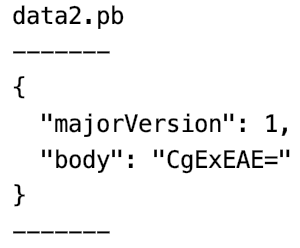 data2.pb
-------
{
  "majorVersion": 1,
  "body": "CgExEAE="
}
-------